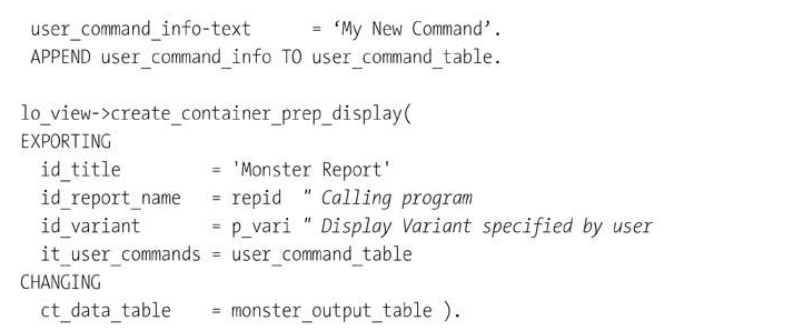 user_command_info-text      = ‘My New Command’.
APPEND user_command_info TO user_command_table.
lo_view->create_container_prep_display(
EXPORTING
id_title         = 'Monster Report'
id_report_name   = repid  " Calling program
id_variant       = p_vari " Display Variant specified by user
it_user_commands = user_command_table
CHANGING
ct_data_table    = monster_output_table ).